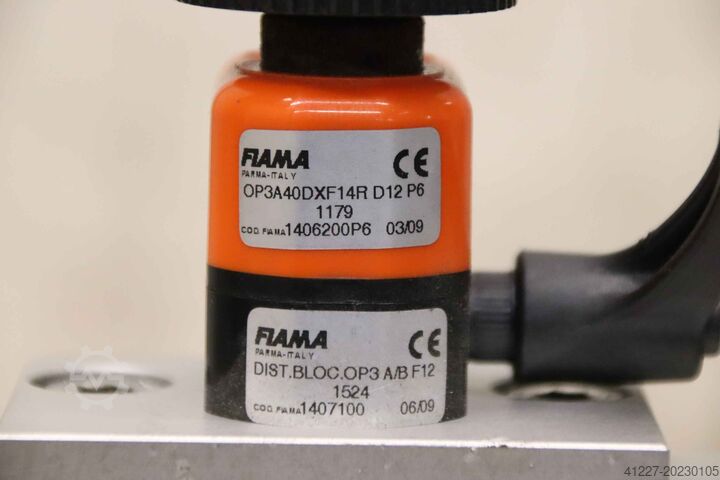 FIAMA
PARMA-ITALY
CE
OP3A40DXF14R D12 P6
1179
COD. FIAMA 1406200P6 03/09
FIAMA
PARMA-ITALY
CE
DIST.BLOC.OP3 A/B F12
1524
COD. FIAMA 1407100 06/09
41227-20230105